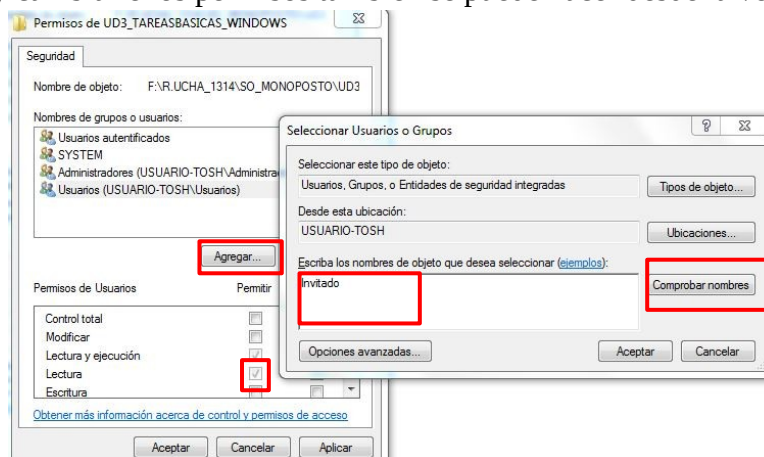 Permisos de UD3_TAREASBASICAS_WINDOWS
Seguridad
Nombre de objeto: F:\R.UCHA_1314\SO_MONOPOSTO\UD3
Nombres de grupos o usuarios:
Usuarios autentificados
SYSTEM
Administradores (USUARIO-TOSH\Administra
Usuarios (USUARIO-TOSH\Usuarios)
Agregar...
Permisos de Usuarios Permitir
Control total
Modificar
Lectura y ejecución
Lectura
Escritura
Obtener más información acerca de control y permisos de acceso
Aceptar Cancelar Aplicar
Seleccionar Usuarios o Grupos
Seleccionar este tipo de objeto:
Usuarios, Grupos, o Entidades de seguridad integradas Tipos de objeto...
Desde esta ubicación:
USUARIO-TOSH Ubicaciones...
Escriba los nombres de objeto que desea seleccionar (ejemplos):
Invitado Comprobar nombres
Opciones avanzadas... Aceptar Cancelar